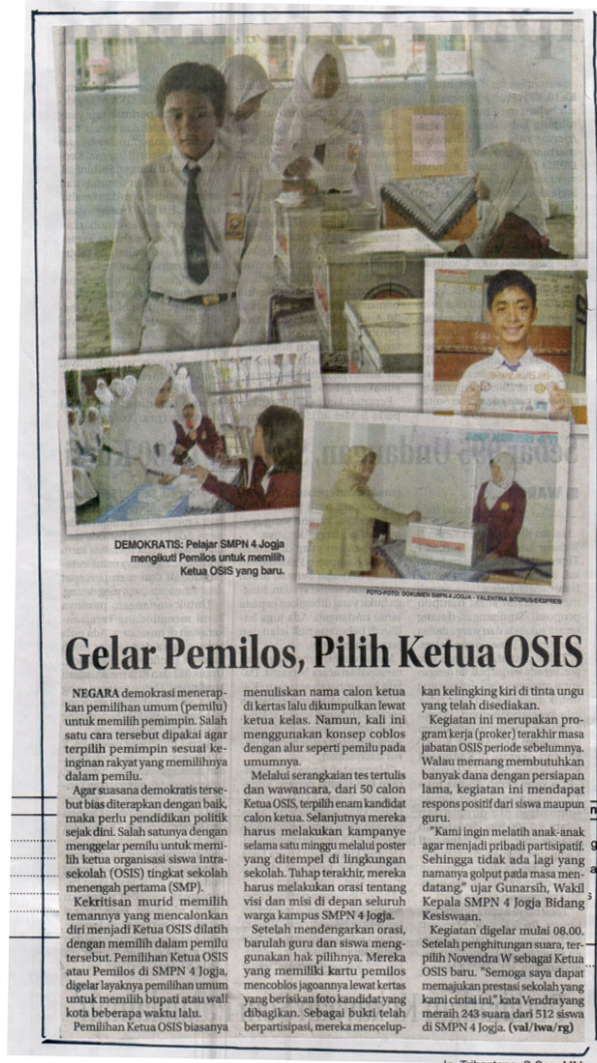 DEMOKRATIS: Pelajar SMPN 4 Jogja
mengikuti Pemilos untuk memilih
Ketua OSIS yang baru.
FOTO-FOTO: DOKUMEN SMPN 4 JOGJA - VALENTINA SITORUS/EKSPRESI
Gelar Pemilos, Pilih Ketua OSIS
NEGARA demokrasi menerap-
kan pemilihan umum (pemilu)
untuk memilih pemimpin. Salah
satu cara tersebut dipakai agar
terpilih pemimpin sesuai ke-
inginan rakyat yang memilihnya
dalam pemilu.
Agar suasana demokratis terse-
but bias diterapkan dengan baik,
maka perlu pendidikan politik
sejak dini. Salah satunya dengan
menggelar pemilu untuk memi-
lih ketua organisasi siswa intra-
sekolah (OSIS) tingkat sekolah
menengah pertama (SMP).
Kekritisan murid memilih
temannya yang mencalonkan
diri menjadi Ketua OSIS dilatih
dengan memilih dalam pemilu
tersebut. Pemilihan Ketua OSIS
atau Pemilos di SMPN 4 Jogja,
digelar layaknya pemilihan umum
untuk memilih bupati atau wali
kota beberapa waktu lalu.
Pemilihan Ketua OSIS biasanya
menuliskan nama calon ketua
di kertas lalu dikumpulkan lewat
ketua kelas. Namun, kali ini
menggunakan konsep coblos
dengan alur seperti pemilu pada
umumnya.
Melalui serangkaian tes tertulis
dan wawancara, dari 50 calon
Ketua OSIS, terpilih enam kandidat
calon ketua. Selanjutnya mereka
harus melakukan kampanye
selama satu minggu melalui poster
yang ditempel di lingkungan
sekolah. Tahap terakhir, mereka
harus melakukan orasi tentang
visi dan misi di depan seluruh
warga kampus SMPN 4 Jogja.
Setelah mendengarkan orasi,
barulah guru dan siswa meng-
gunakan hak pilihnya. Mereka
yang memiliki kartu pemilos
mencoblos jagoannya lewat kertas
yang berisikan foto kandidat yang
dibagikan. Sebagai bukti telah
berpartisipasi, mereka mencelup-
kan kelingking kiri di tinta ungu
yang telah disediakan.
Kegiatan ini merupakan pro-
gram kerja (proker) terakhir masa
jabatan OSIS periode sebelumnya.
Walau memang membutuhkan
banyak dana dengan persiapan
lama, kegiatan ini mendapat
respons positif dari siswa maupun
guru.
"Kami ingin melatih anak-anak
agar menjadi pribadi partisipatif.
Sehingga tidak ada lagi yang
namanya golput pada masa men-
datang," ujar Gunarsih, Wakil
Kepala SMPN 4 Jogja Bidang
Kesiswaan.
Kegiatan digelar mulai 08.00.
Setelah penghitungan suara, ter-
pilih Novendra W sebagai Ketua
OSIS baru. "Semoga saya dapat
memajukan prestasi sekolah yang
kami cintai ini," kata Vendra yang
meraih 243 suara dari 512 siswa
di SMPN 4 Jogja. (val/iwa/rg)